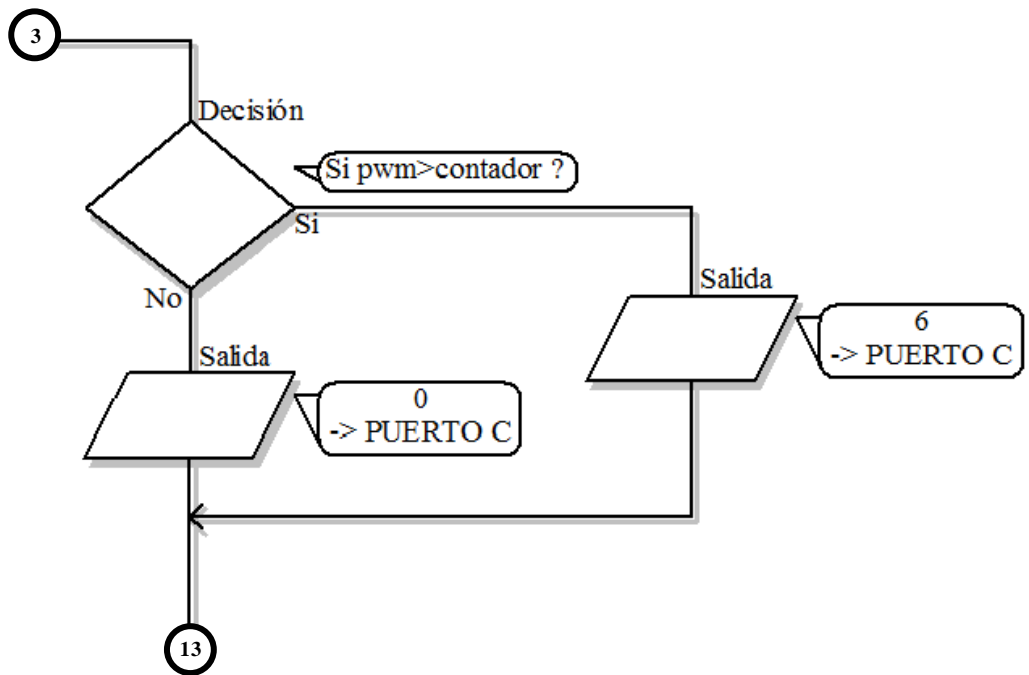 3
Decisión
Si pwm>contador ?
Si
No
Salida
6
-> PUERTO C
Salida
0
-> PUERTO C
13